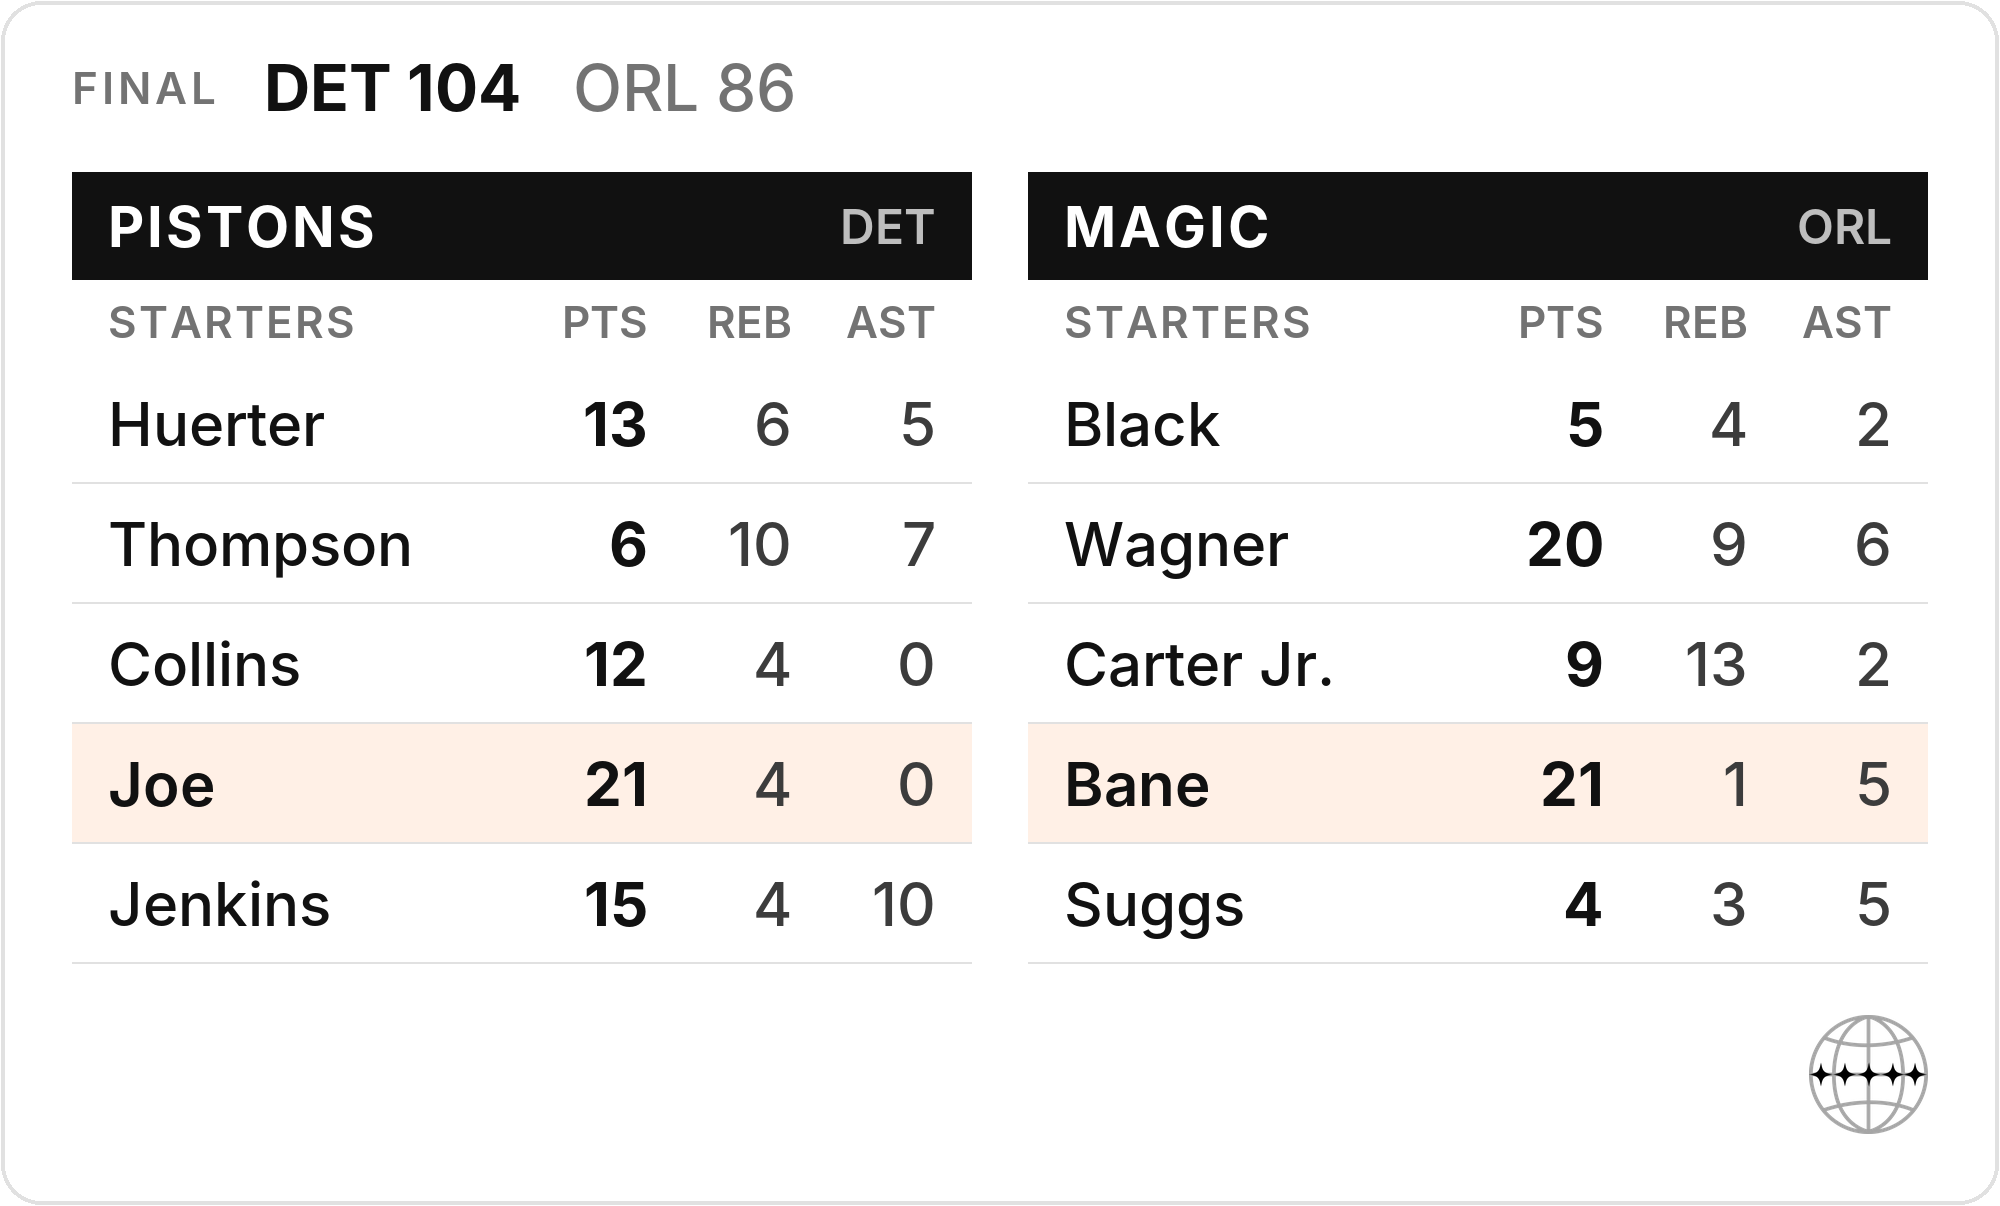 FINAL DET 104 ORL 86
PISTONS DET
STARTERS PTS REB AST
Huerter 13 6 5
Thompson 6 10 7
Collins 12 4 0
Joe 21 4 0
Jenkins 15 4 10
MAGIC ORL
STARTERS PTS REB AST
Black 5 4 2
Wagner 20 9 6
Carter Jr. 9 13 2
Bane 21 1 5
Suggs 4 3 5